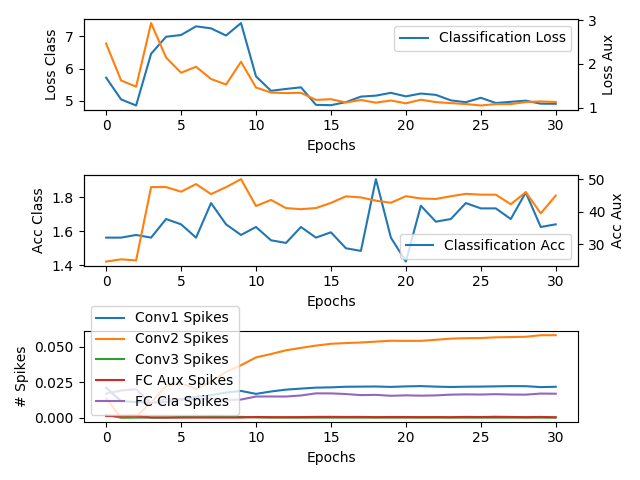 Loss Class
7
6
5
3
2
1
Loss Aux
Classification Loss
0 5 10 15 20 25 30
Epochs
Acc Class
1.8
1.6
1.4
50
40
30
Acc Aux
Classification Acc
0 5 10 15 20 25 30
Epochs
# Spikes
0.050
0.025
0.000
Conv1 Spikes
Conv2 Spikes
Conv3 Spikes
FC Aux Spikes
FC Cla Spikes
0 5 10 15 20 25 30
Epochs